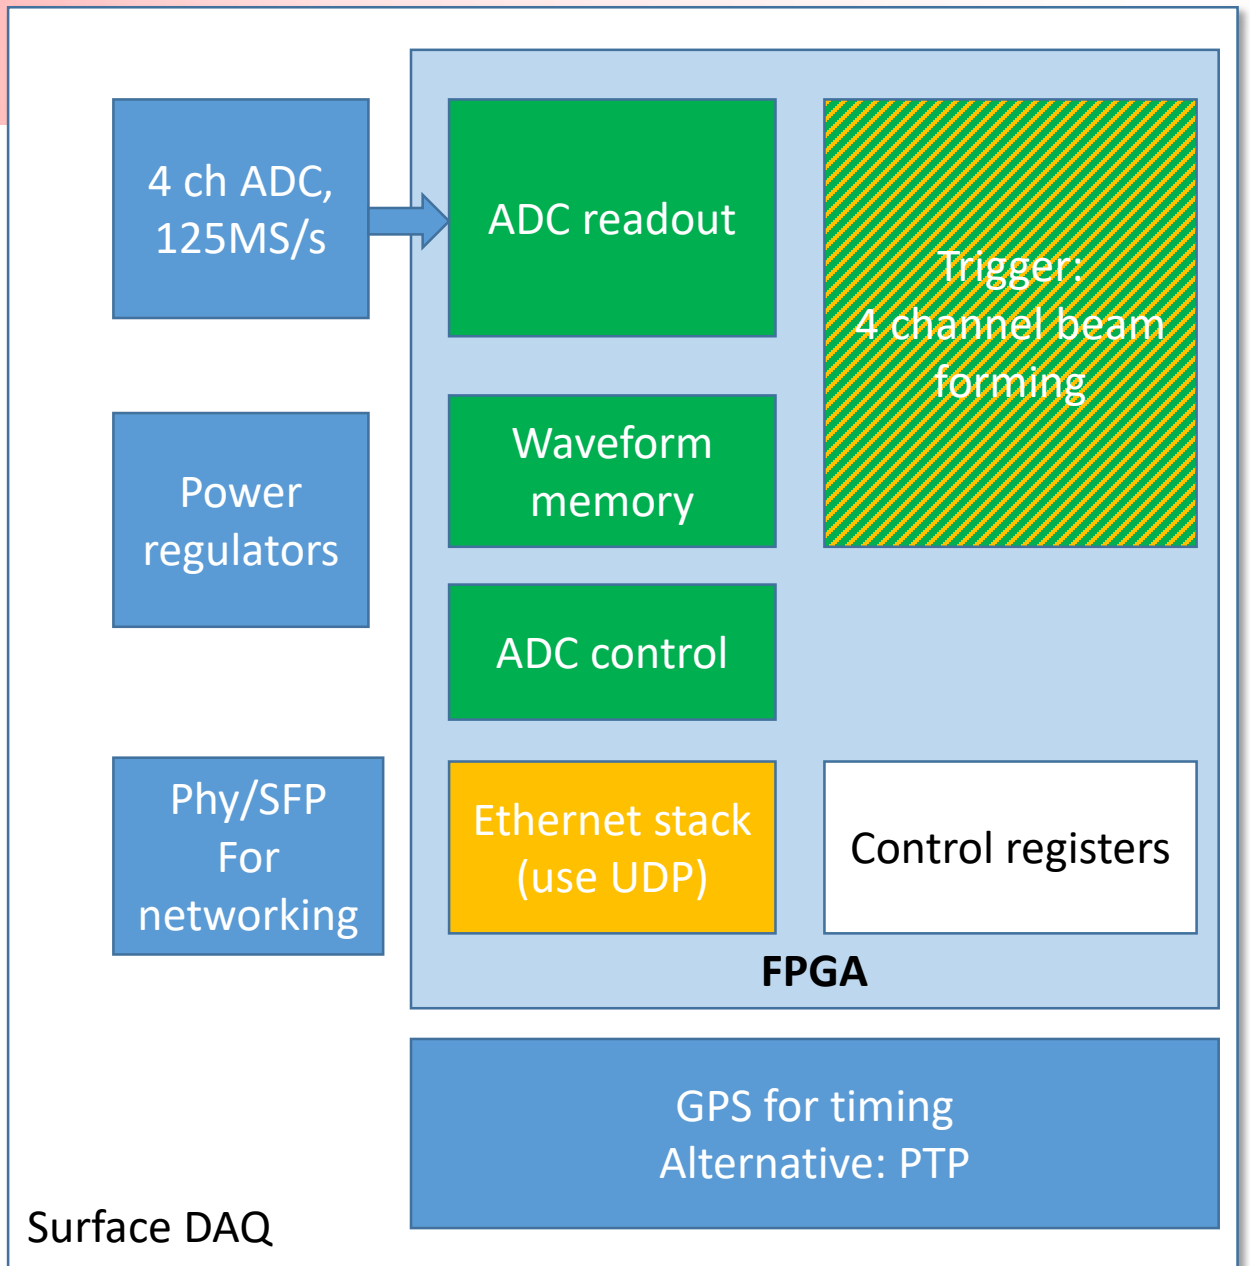 4 ch ADC,
125MS/s
ADC readout
Trigger:
4 channel beam
forming
Power
regulators
Waveform
memory
ADC control
Phy/SFP
For
networking
Ethernet stack
(use UDP)
Control registers
FPGA
GPS for timing
Alternative: PTP
Surface DAQ